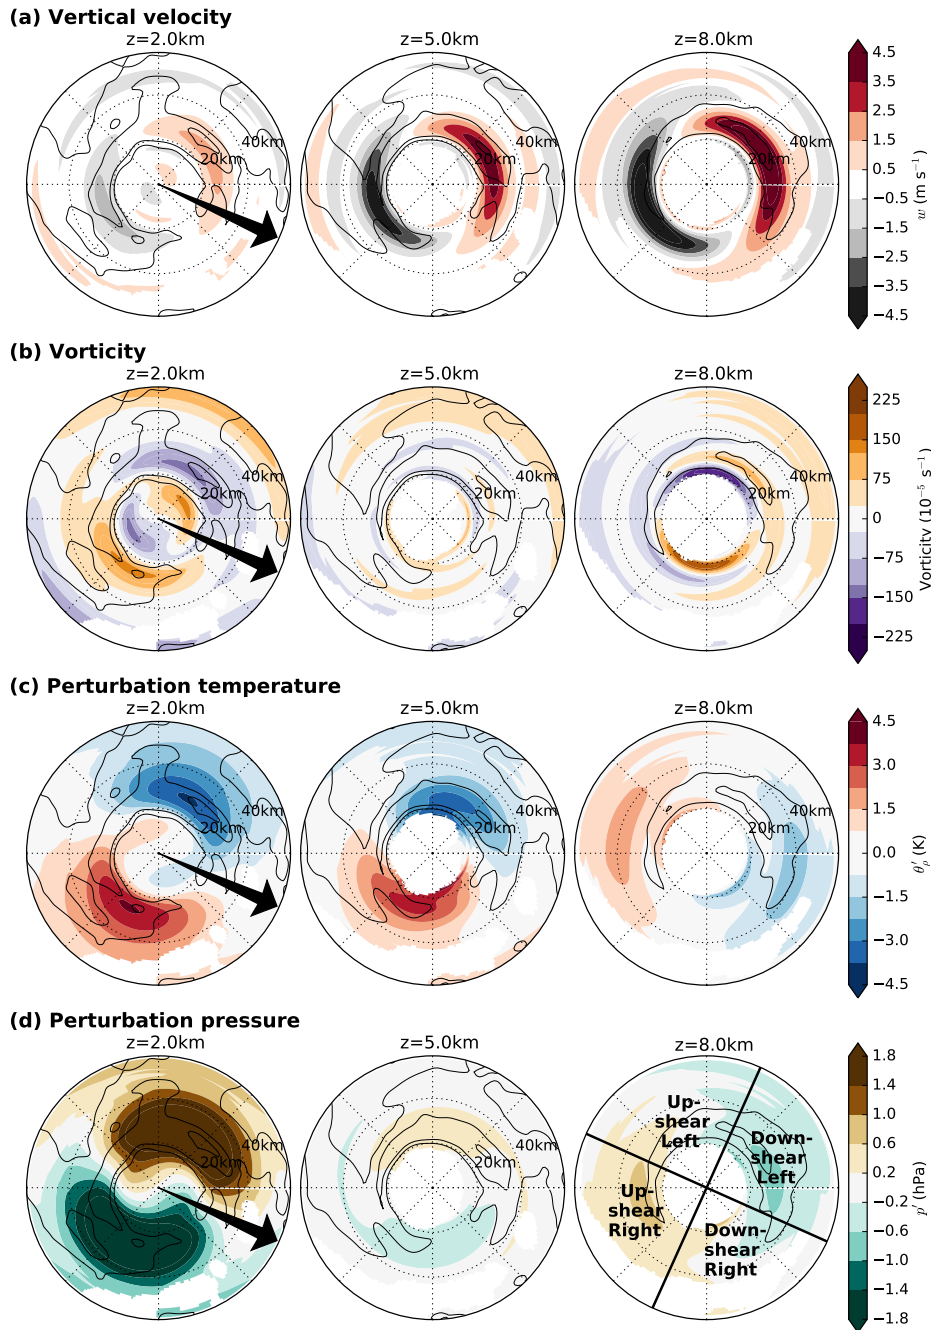 (a) Vertical velocity
z=2.0km
z=5.0km
z=8.0km
40km
20km
40km
20km
40km
20km
4.5
3.5
2.5
1.5
0.5
−0.5
−1.5
−2.5
−3.5
−4.5
w (m s⁻¹)
(b) Vorticity
z=2.0km
z=5.0km
z=8.0km
40km
20km
40km
20km
40km
20km
225
150
75
0
−75
−150
−225
Vorticity (10⁻⁵ s⁻¹)
(c) Perturbation temperature
z=2.0km
z=5.0km
z=8.0km
40km
20km
40km
20km
40km
20km
4.5
3.0
1.5
0.0
−1.5
−3.0
−4.5
θ′ρ (K)
(d) Perturbation pressure
z=2.0km
z=5.0km
z=8.0km
40km
20km
40km
20km
Up-
shear
Left
Down-
shear
Left
Up-
shear
Right
Down-
shear
Right
1.8
1.4
1.0
0.6
0.2
−0.2
−0.6
−1.0
−1.4
−1.8
p′ (hPa)